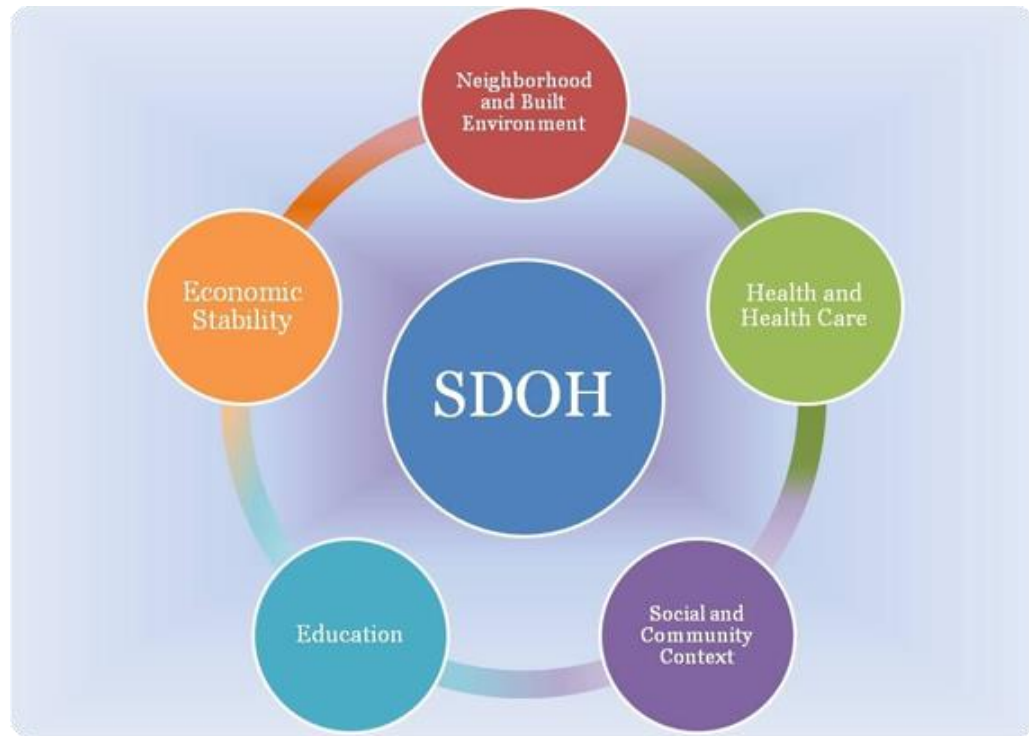 Neighborhood
and Built
Environment
Economic
Stability
Health and
Health Care
SDOH
Education
Social and
Community
Context